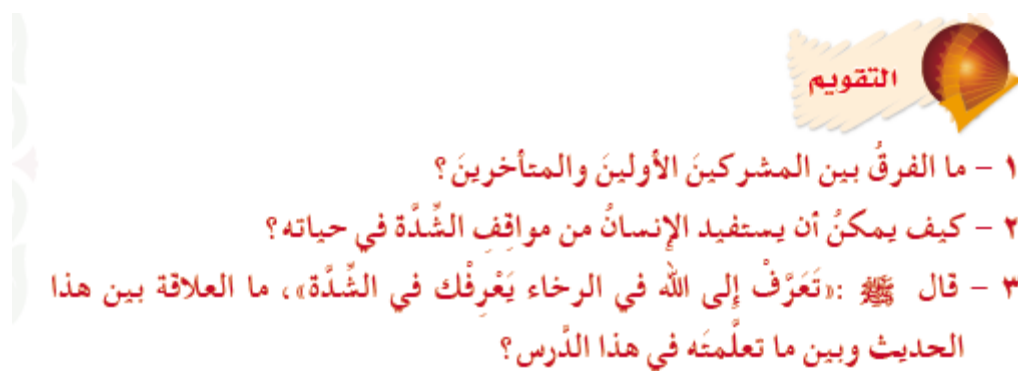 التقويم
١ - ما الفرقُ بين المشركينَ الأولينَ والمتأخرينَ؟
٢ - كيف يمكنُ أن يستفيد الإنسانُ من مواقِفِ الشِّدَّة في حياته؟
٣ - قال ﷺ :«تَعَرَّفْ إلى الله في الرخاء يَعْرِفْك في الشِّدَّة»، ما العلاقة بين هذا
الحديث وبين ما تعلَّمتَه في هذا الدَّرس؟